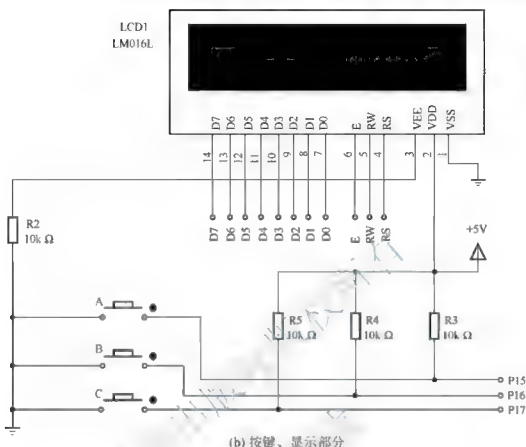 LCD1
LM016L
D7 D6 D5 D4 D3 D2 D1 D0 E RW RS VEE VDD VSS
14 13 12 11 10 9 8 7 6 5 4 3 2 1
D7 D6 D5 D4 D3 D2 D1 D0 E RW RS
+5V
R2
10k Ω
R5
10k Ω
R4
10k Ω
R3
10k Ω
A
B
C
P15
P16
P17
(b) 按键、显示部分